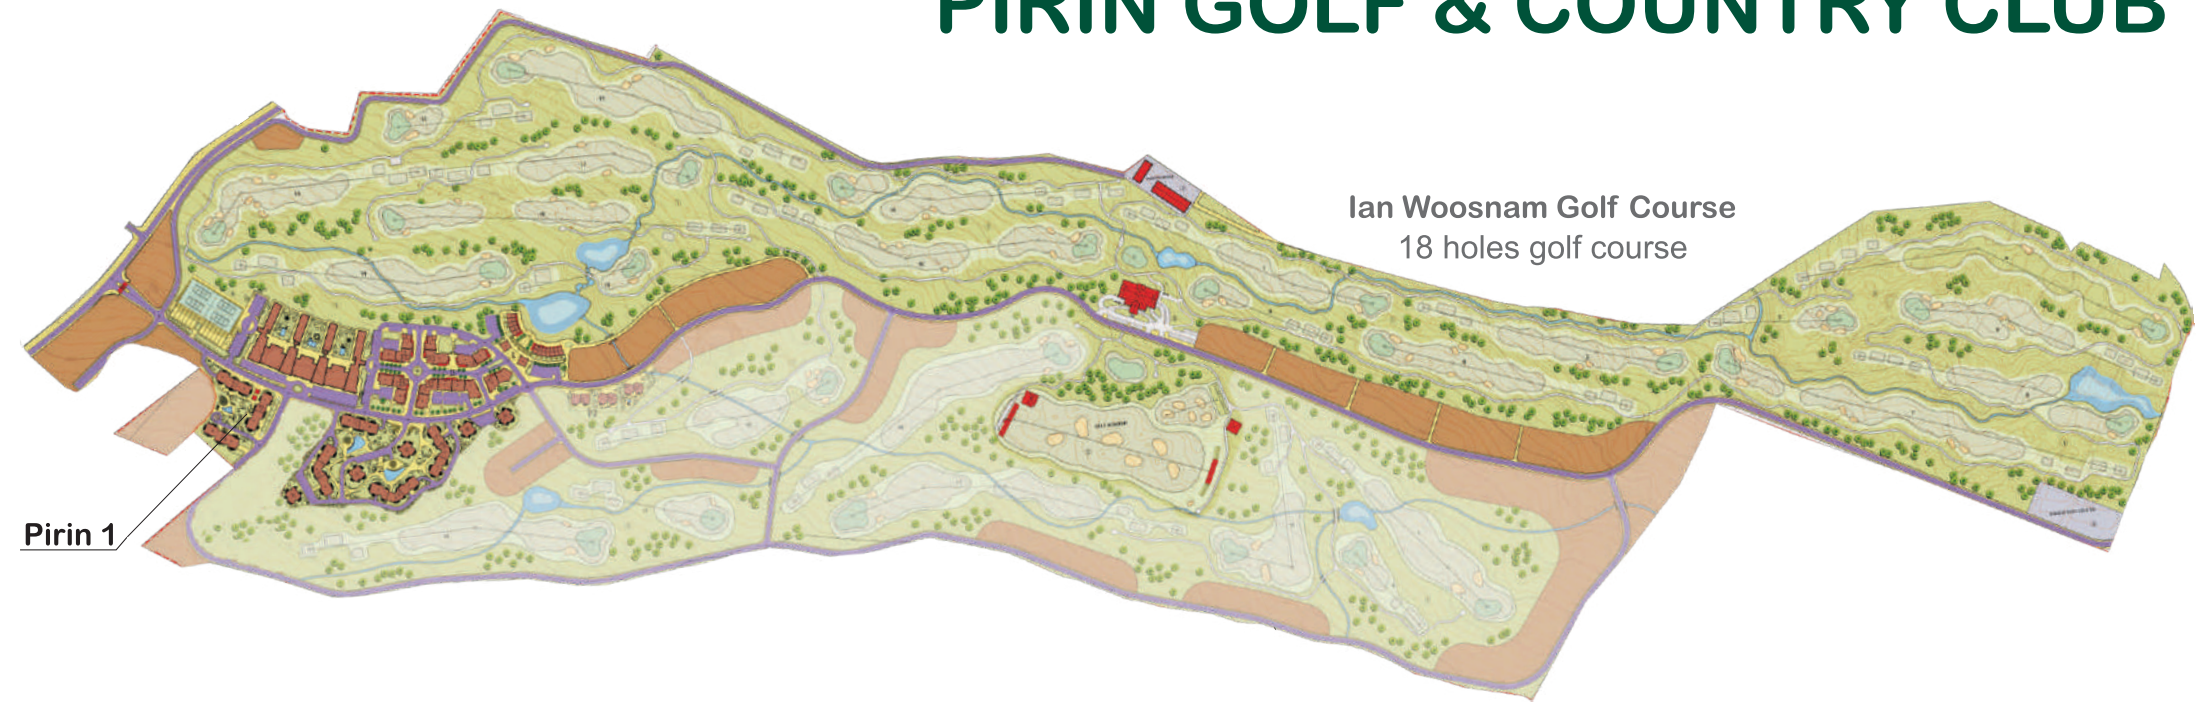 PIRIN GOLF & COUNTRY CLUB
Ian Woosnam Golf Course
18 holes golf course
Pirin 1